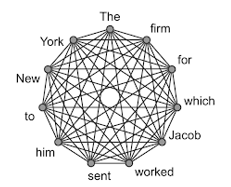 The
firm
for
which
Jacob
worked
sent
him
to
New
York